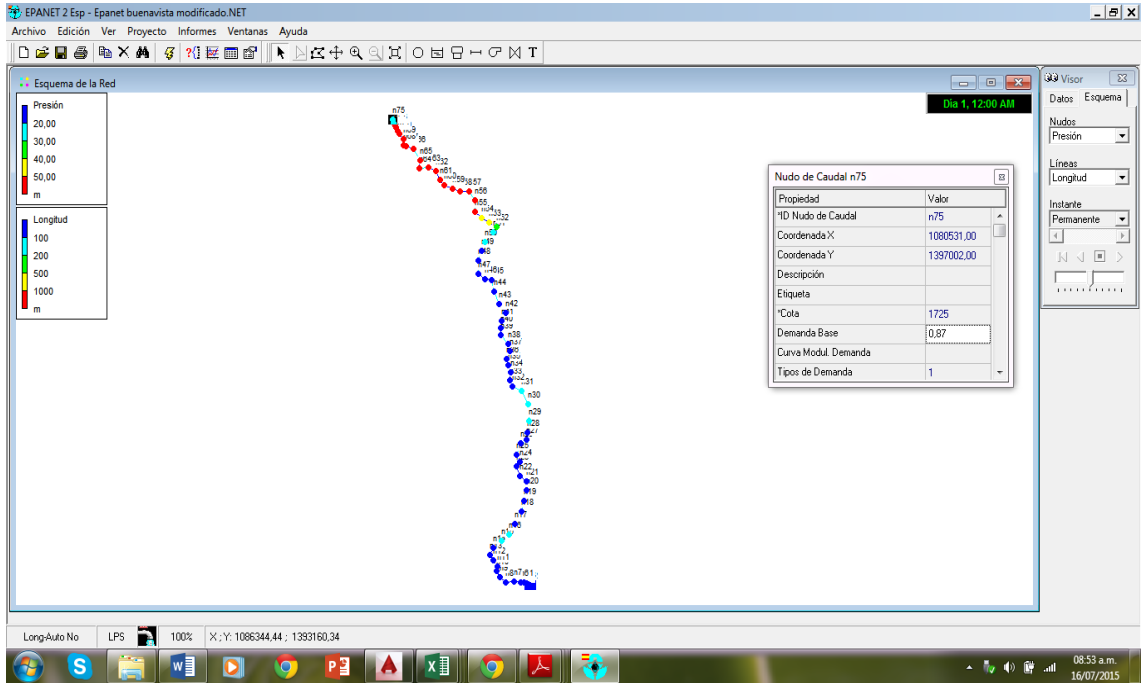 EPANET 2 Esp - Epanet buenavista modificado.NET
Archivo Edición Ver Proyecto Informes Ventanas Ayuda
T
Esquema de la Red
Presión
20,00
30,00
40,00
50,00
m
Longitud
100
200
500
1000
m
Día 1, 12:00 AM
n75
n65
n61
n56
n44
n43
n42
n38
n31
n30
n29
n28
n24
n22
n21
n20
Nudo de Caudal n75
Propiedad Valor
*ID Nudo de Caudal n75
Coordenada X 1080531,00
Coordenada Y 1397002,00
Descripción
Etiqueta
*Cota 1725
Demanda Base 0,87
Curva Modul. Demanda
Tipos de Demanda 1
Visor
Datos Esquema
Nudos
Presión
Líneas
Longitud
Instante
Permanente
Long-Auto No LPS 100% X ; Y: 1086344,44 ; 1393160,34
08:53 a.m.
16/07/2015